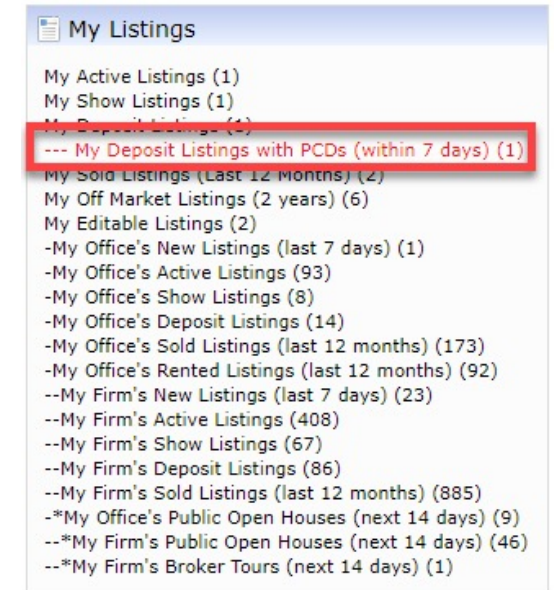 My Listings
My Active Listings (1)
My Show Listings (1)
My Deposit Listings (1)
--- My Deposit Listings with PCDs (within 7 days) (1)
My Sold Listings (Last 12 Months) (2)
My Off Market Listings (2 years) (6)
My Editable Listings (2)
-My Office's New Listings (last 7 days) (1)
-My Office's Active Listings (93)
-My Office's Show Listings (8)
-My Office's Deposit Listings (14)
-My Office's Sold Listings (last 12 months) (173)
-My Office's Rented Listings (last 12 months) (92)
--My Firm's New Listings (last 7 days) (23)
--My Firm's Active Listings (408)
--My Firm's Show Listings (67)
--My Firm's Deposit Listings (86)
--My Firm's Sold Listings (last 12 months) (885)
-*My Office's Public Open Houses (next 14 days) (9)
--*My Firm's Public Open Houses (next 14 days) (46)
--*My Firm's Broker Tours (next 14 days) (1)